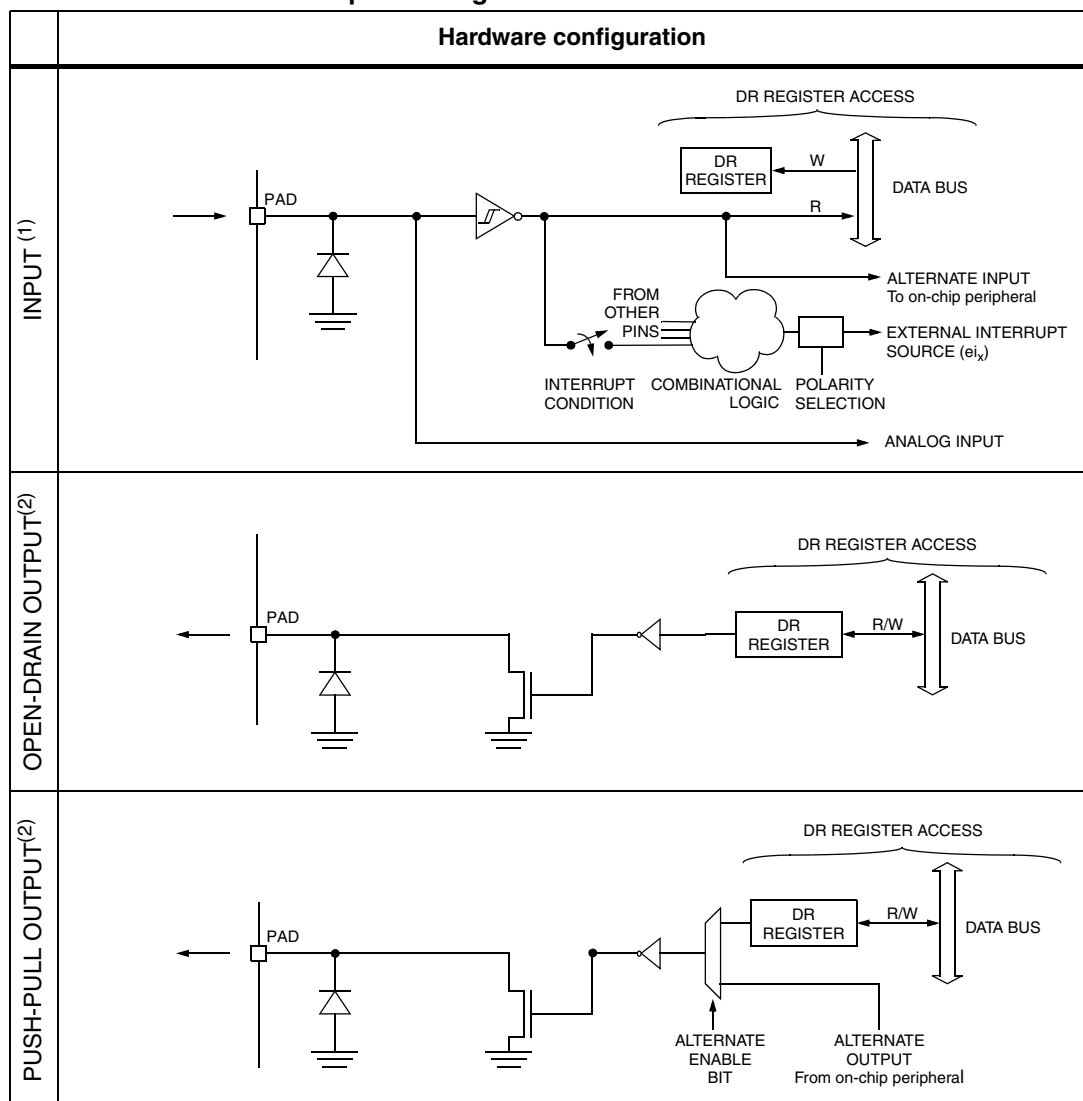 Hardware configuration
INPUT (1)
DR REGISTER ACCESS
DR
REGISTER
W
DATA BUS
PAD
R
ALTERNATE INPUT
To on-chip peripheral
FROM
OTHER
PINS
EXTERNAL INTERRUPT
SOURCE (eix)
INTERRUPT
CONDITION
COMBINATIONAL
LOGIC
POLARITY
SELECTION
ANALOG INPUT
OPEN-DRAIN OUTPUT(2)
DR REGISTER ACCESS
PAD
DR
REGISTER
R/W
DATA BUS
PUSH-PULL OUTPUT(2)
DR REGISTER ACCESS
PAD
DR
REGISTER
R/W
DATA BUS
ALTERNATE
ENABLE
BIT
ALTERNATE
OUTPUT
From on-chip peripheral